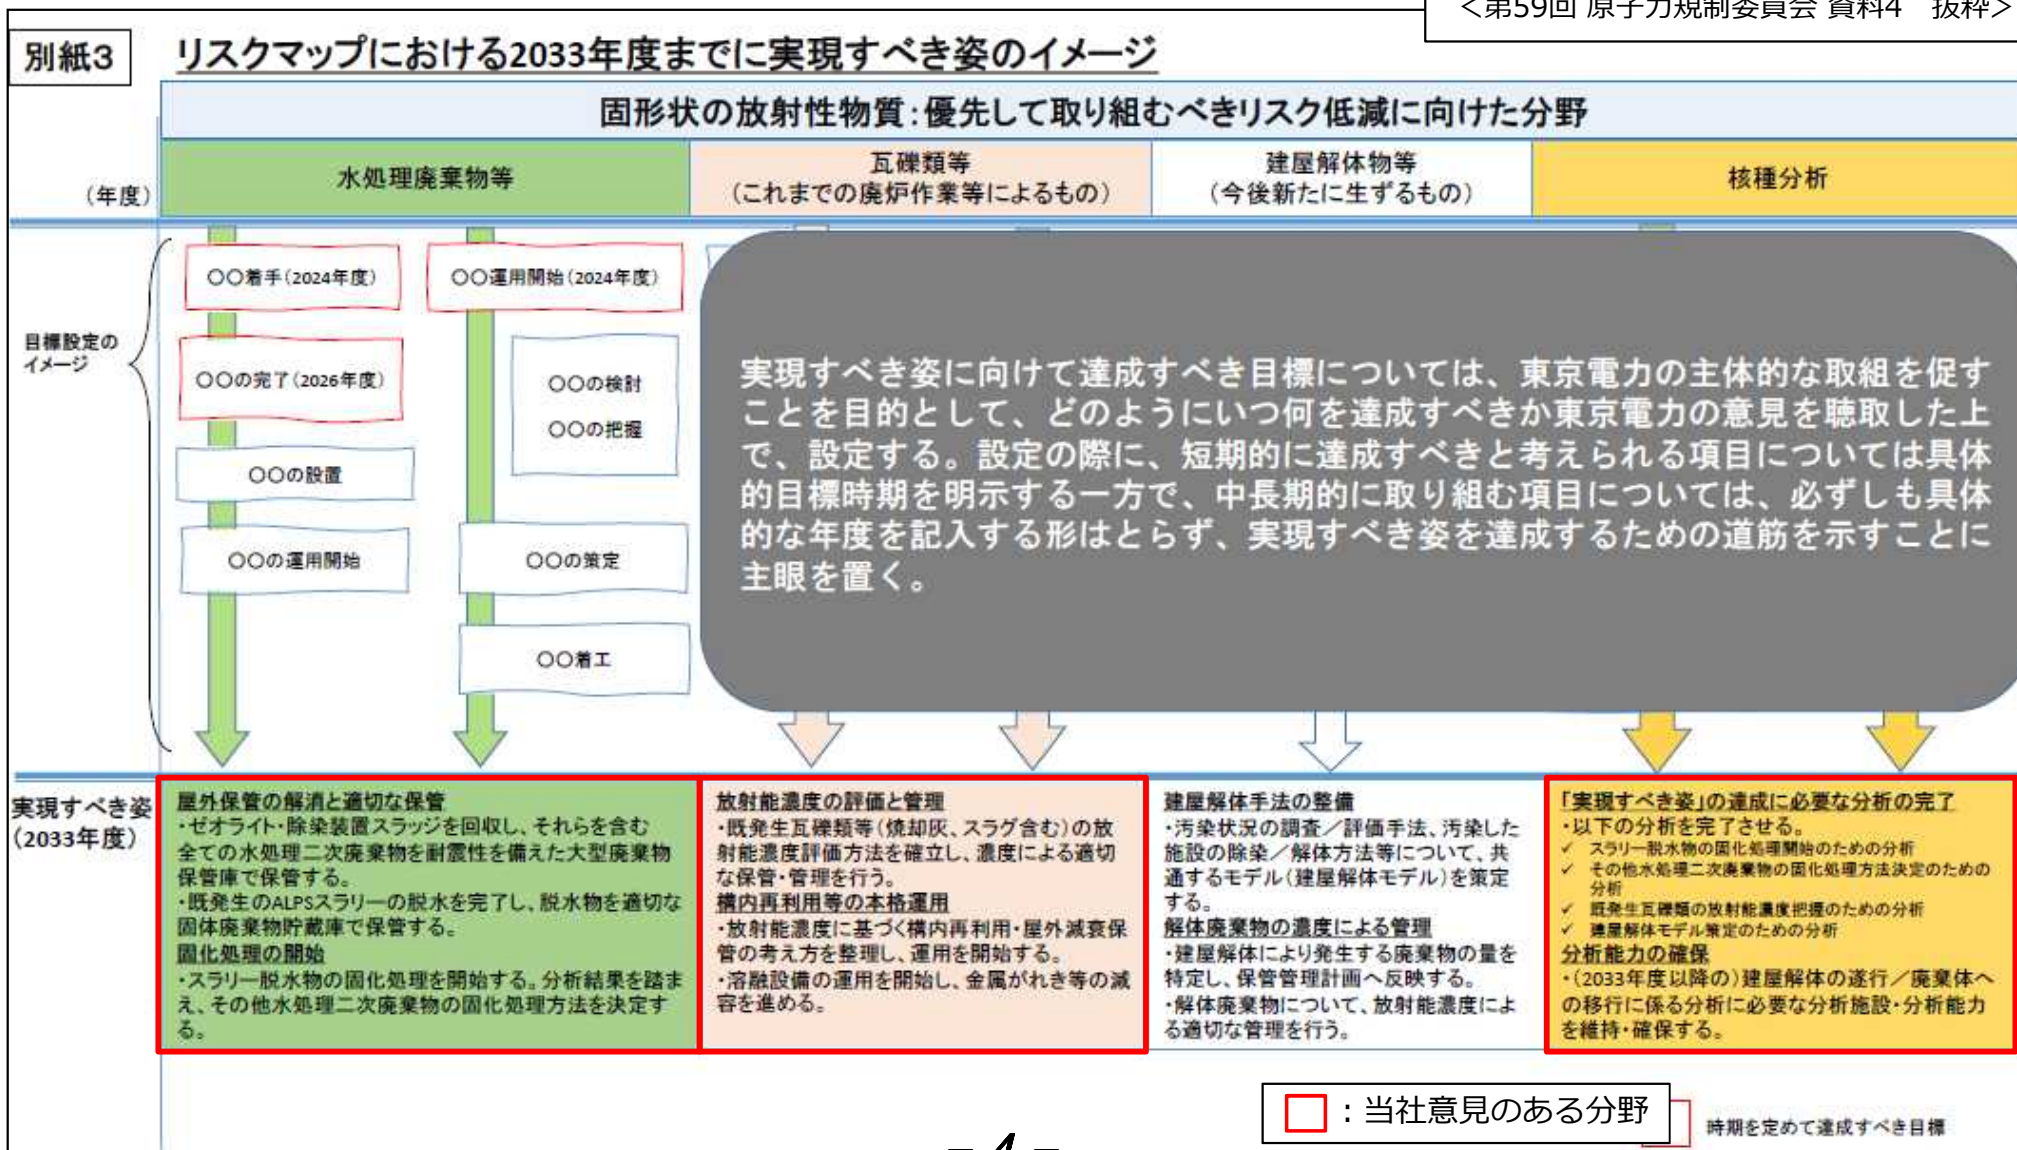 <第59回 原子力規制委員会 資料4　抜粋>
別紙3
リスクマップにおける2033年度までに実現すべき姿のイメージ
固形状の放射性物質：優先して取り組むべきリスク低減に向けた分野
(年度)
水処理廃棄物等
瓦礫類等
(これまでの廃炉作業等によるもの)
建屋解体物等
(今後新たに生ずるもの)
核種分析
目標設定の
イメージ
〇〇着手(2024年度)
〇〇の完了(2026年度)
〇〇の設置
〇〇の運用開始
〇〇運用開始(2024年度)
〇〇の検討
〇〇の把握
〇〇の策定
〇〇着工
実現すべき姿に向けて達成すべき目標については、東京電力の主体的な取組を促す
ことを目的として、どのようにいつ何を達成すべきか東京電力の意見を聴取した上
で、設定する。設定の際に、短期的に達成すべきと考えられる項目については具体
的目標時期を明示する一方で、中長期的に取り組む項目については、必ずしも具体
的な年度を記入する形はとらず、実現すべき姿を達成するための道筋を示すことに
主眼を置く。
実現すべき姿
(2033年度)
屋外保管の解消と適切な保管
・ゼオライト・除染装置スラッジを回収し、それらを含む
全ての水処理二次廃棄物を耐震性を備えた大型廃棄物
保管庫で保管する。
・既発生のALPSスラリーの脱水を完了し、脱水物を適切な
固体廃棄物貯蔵庫で保管する。
固化処理の開始
・スラリー脱水物の固化処理を開始する。分析結果を踏ま
え、その他水処理二次廃棄物の固化処理方法を決定す
る。
放射能濃度の評価と管理
・既発生瓦礫類等(焼却灰、スラグ含む)の放
射能濃度評価方法を確立し、濃度による適切
な保管・管理を行う。
構内再利用等の本格運用
・放射能濃度に基づく構内再利用・屋外減衰保
管の考え方を整理し、運用を開始する。
・溶融設備の運用を開始し、金属がれき等の減
容を進める。
建屋解体手法の整備
・汚染状況の調査／評価手法、汚染した
施設の除染／解体方法等について、共
通するモデル(建屋解体モデル)を策定
する。
解体廃棄物の濃度による管理
・建屋解体により発生する廃棄物の量を
特定し、保管管理計画へ反映する。
・解体廃棄物について、放射能濃度によ
る適切な管理を行う。
「実現すべき姿」の達成に必要な分析の完了
・以下の分析を完了させる。
✓ スラリー脱水物の固化処理開始のための分析
✓ その他水処理二次廃棄物の固化処理方法決定のための
分析
✓ 既発生瓦礫類の放射能濃度把握のための分析
✓ 建屋解体モデル策定のための分析
分析能力の確保
・(2033年度以降の)建屋解体の遂行／廃棄体へ
の移行に係る分析に必要な分析施設・分析能力
を維持・確保する。
：当社意見のある分野
時期を定めて達成すべき目標
- 4 -